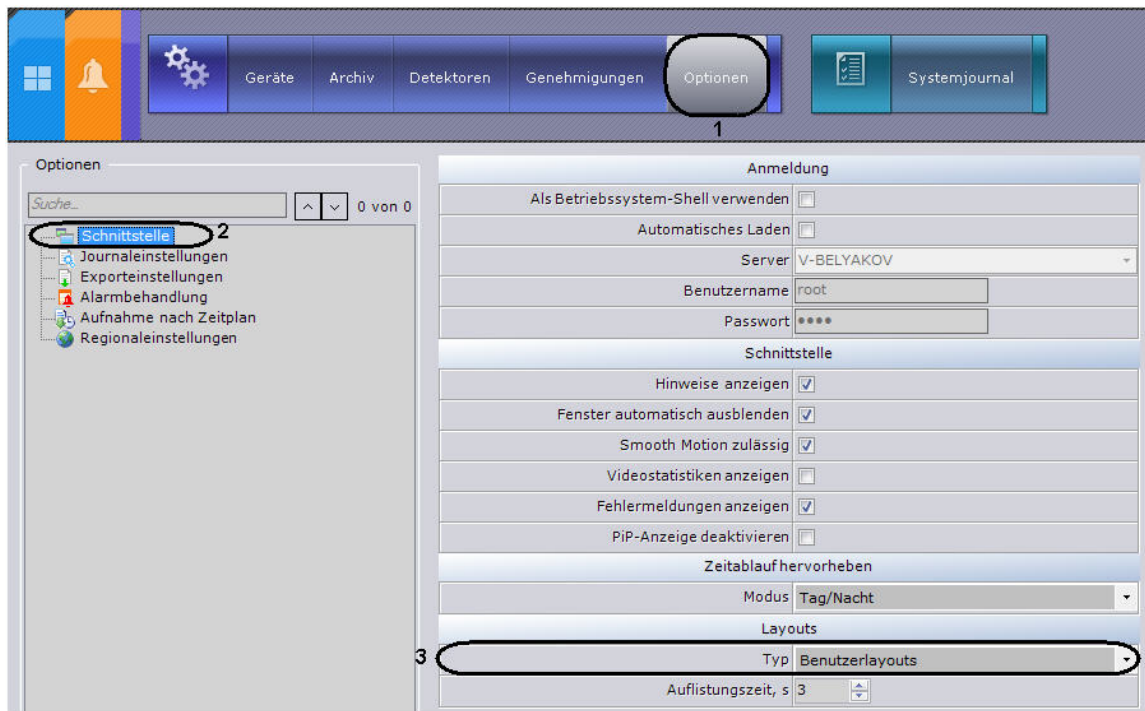 Geräte Archiv Detektoren Genehmigungen Optionen Systemjournal
1
Optionen
Suche...
0 von 0
Schnittstelle 2
Journaleinstellungen
Exporteinstellungen
Alarmbehandlung
Aufnahme nach Zeitplan
Regionaleinstellungen
Anmeldung
Als Betriebssystem-Shell verwenden
Automatisches Laden
Server V-BELYAKOV
Benutzername root
Passwort ••••
Schnittstelle
Hinweise anzeigen
Fenster automatisch ausblenden
Smooth Motion zulässig
Videostatistiken anzeigen
Fehlermeldungen anzeigen
PiP-Anzeige deaktivieren
Zeitablauf hervorheben
Modus Tag/Nacht
Layouts
3 Typ Benutzerlayouts
Auflistungszeit, s 3